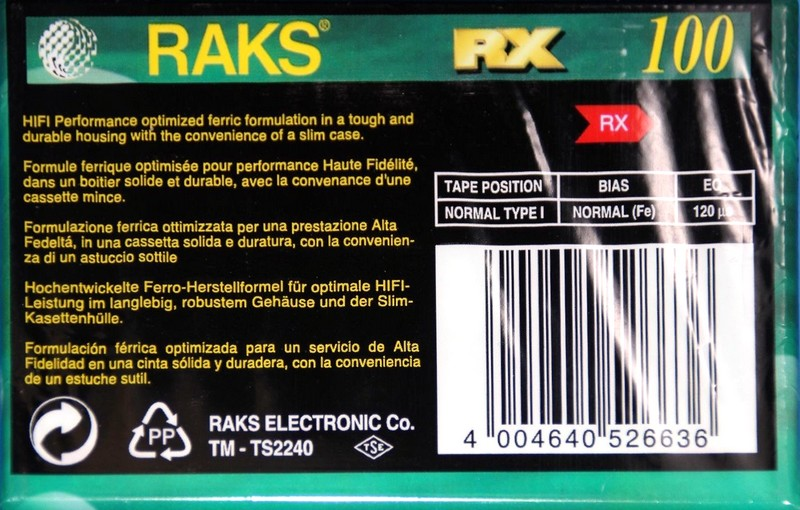 RAKS® RX 100
HIFI Performance optimized ferric formulation in a tough and
durable housing with the convenience of a slim case.
Formule ferrique optimisée pour performance Haute Fidélité,
dans un boitier solide et durable, avec la convenance d'une
cassette mince.
Formulazione ferrica ottimizzata per una prestazione Alta
Fedeltá, in una cassetta solida e duratura, con la convenien-
za di un astuccio sottile
Hochentwickelte Ferro-Herstellformel für optimale HIFI-
Leistung im langlebig, robustem Gehäuse und der Slim-
Kasettenhülle.
Formulación férrica optimizada para un servicio de Alta
Fidelidad en una cinta sólida y duradera, con la conveniencia
de un estuche sutil.
PP
RAKS ELECTRONIC Co.
TM - TS2240
TSE
RX
TAPE POSITION BIAS EQ
NORMAL TYPE I NORMAL (Fe) 120 µs
4 004640 526636